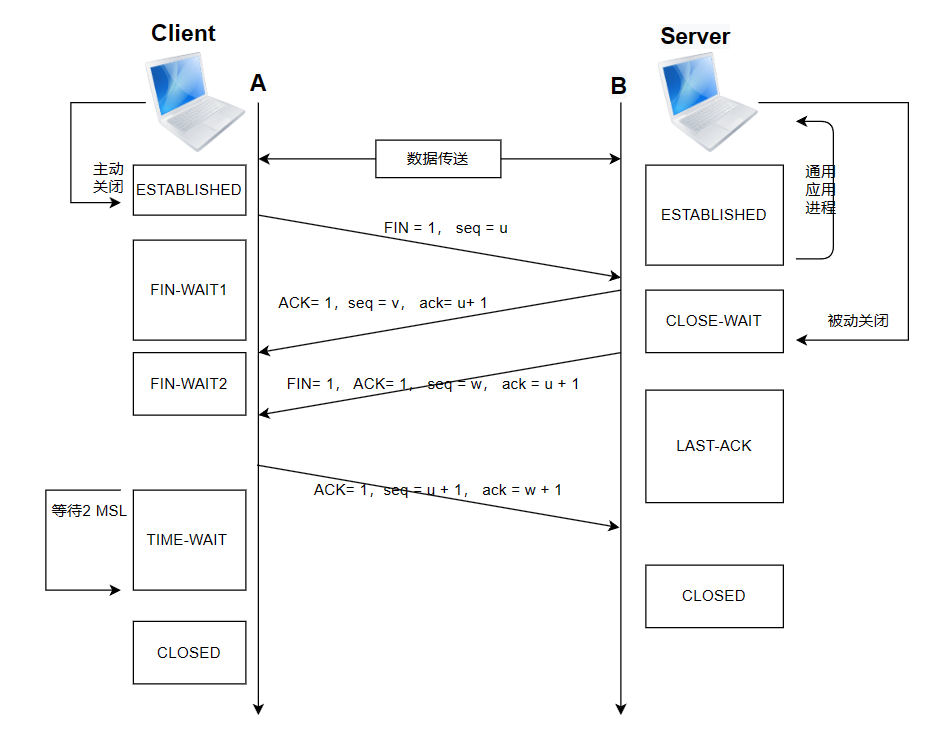 Client
Server
A
B
数据传送
主动
关闭
ESTABLISHED
ESTABLISHED
通用
应用
进程
FIN = 1， seq = u
FIN-WAIT1
ACK= 1，seq = v， ack= u+ 1
CLOSE-WAIT
被动关闭
FIN-WAIT2
FIN= 1， ACK= 1， seq = w， ack = u + 1
LAST-ACK
ACK= 1，seq = u + 1， ack = w + 1
等待2 MSL
TIME-WAIT
CLOSED
CLOSED